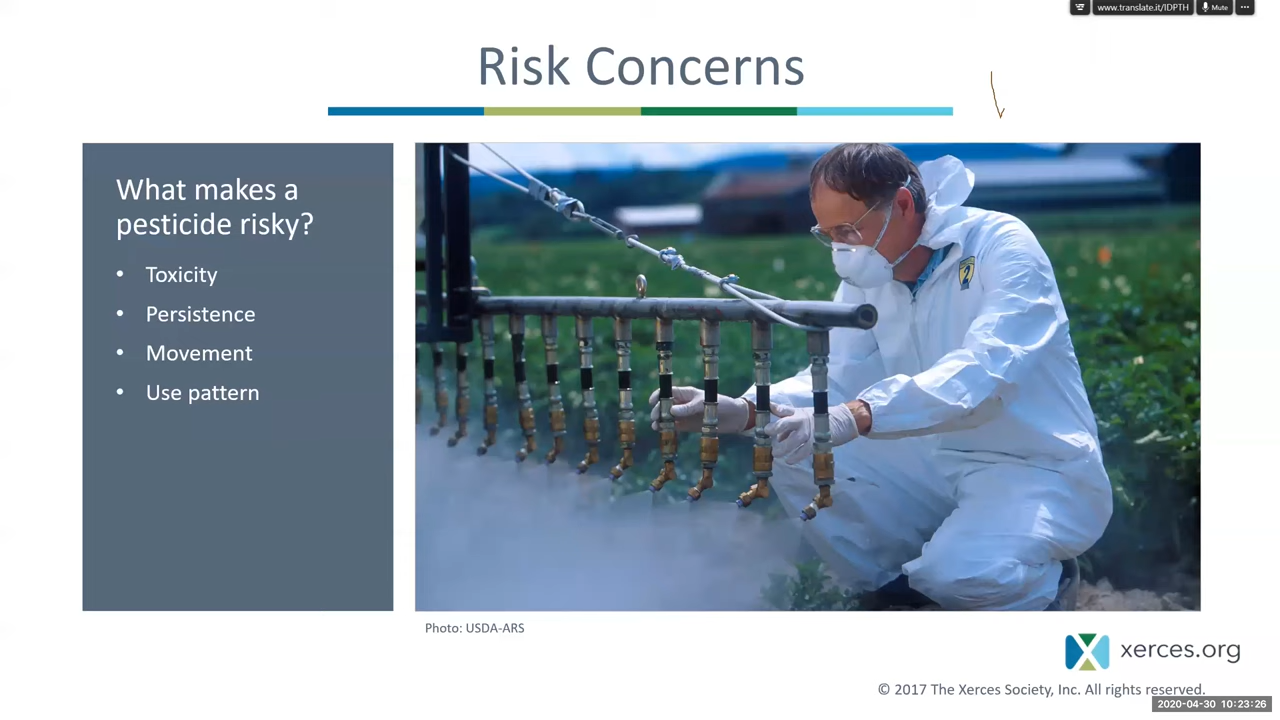 www.translate.it/IDPTH
Mute
Risk Concerns
What makes a
pesticide risky?
• Toxicity
• Persistence
• Movement
• Use pattern
Photo: USDA-ARS
xerces.org
© 2017 The Xerces Society, Inc. All rights reserved.
2020-04-30 10:23:26